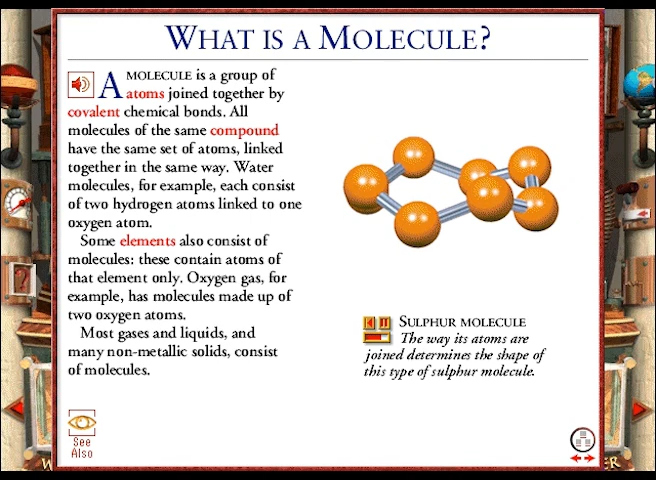 WHAT IS A MOLECULE?
A MOLECULE is a group of
atoms joined together by
covalent chemical bonds. All
molecules of the same compound
have the same set of atoms, linked
together in the same way. Water
molecules, for example, each consist
of two hydrogen atoms linked to one
oxygen atom.
Some elements also consist of
molecules: these contain atoms of
that element only. Oxygen gas, for
example, has molecules made up of
two oxygen atoms.
Most gases and liquids, and
many non-metallic solids, consist
of molecules.
SULPHUR MOLECULE
The way its atoms are
joined determines the shape of
this type of sulphur molecule.
See
Also